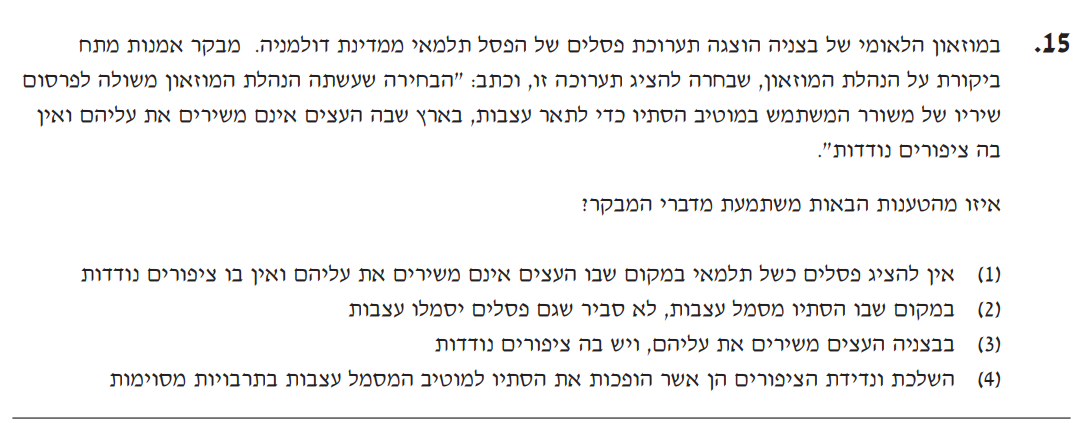 15. במוזאון הלאומי של בצניה הוצגה תערוכת פסלים של הפסל תלמאי ממדינת דולמניה. מבקר אמנות מתח
ביקורת על הנהלת המוזאון, שבחרה להציג תערוכה זו, וכתב: "הבחירה שעשתה הנהלת המוזאון משולה לפרסום
שיריו של משורר המשתמש במוטיב הסתיו כדי לתאר עצבות, בארץ שבה העצים אינם משירים את עליהם ואין
בה ציפורים נודדות".
איזו מהטענות הבאות משתמעת מדברי המבקר?
(1) אין להציג פסלים כשל תלמאי במקום שבו העצים אינם משירים את עליהם ואין בו ציפורים נודדות
(2) במקום שבו הסתיו מסמל עצבות, לא סביר שגם פסלים יסמלו עצבות
(3) בבצניה העצים משירים את עליהם, ויש בה ציפורים נודדות
(4) השלכת ונדידת הציפורים הן אשר הופכות את הסתיו למוטיב המסמל עצבות בתרבויות מסוימות